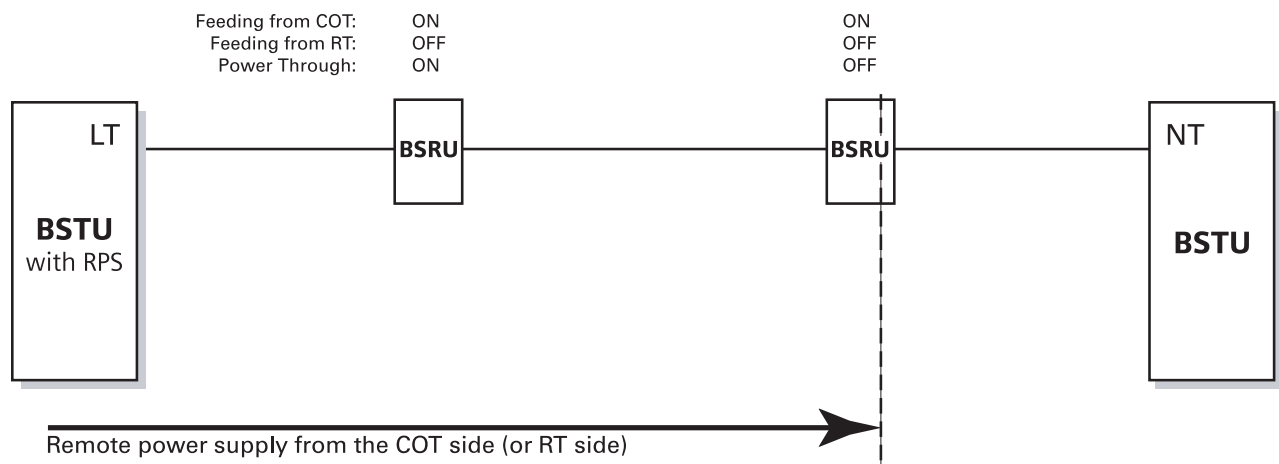 Feeding from COT: ON ON
Feeding from RT: OFF OFF
Power Through: ON OFF
LT
BSTU
with RPS
BSRU
BSRU
NT
BSTU
Remote power supply from the COT side (or RT side)